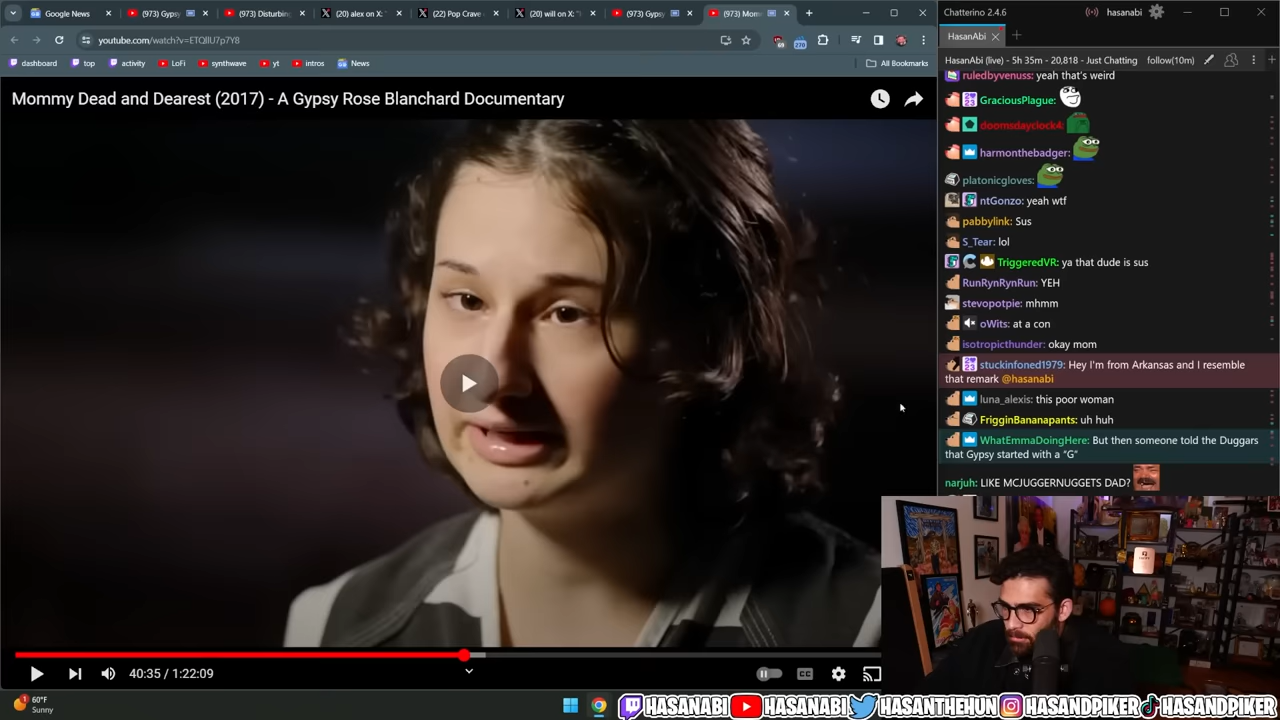 (973) Gypsy
(973) Disturbin
(20) alex on X: "
(22) Pop Crave
(20) will on X: "
(973) Gypsy
(973) Mom
Google News
youtube.com/watch?v=ETQllU7p7Y8
dashboard
top
activity
LoFi
synthwave
yt
intros
News
All Bookmarks
Mommy Dead and Dearest (2017) - A Gypsy Rose Blanchard Documentary
40:35 / 1:22:09
CC
60°F
Sunny
Chatterino 2.4.6
hasanabi
HasanAbi
HasanAbi (live) - 5h 35m - 20,818 - Just Chatting
follow(10m)
ruledbyvenuss: yeah that's weird
GraciousPlague:
doomsdayclock4:
harmonthebadger:
platonicgloves:
ntGonzo: yeah wtf
pabbylink: Sus
S_Tear: lol
TriggeredVR: ya that dude is sus
RunRynRynRun: YEH
stevopotpie: mhmm
oWits: at a con
isotropicthunder: okay mom
stuckinfoned1979: Hey I'm from Arkansas and I resemble
that remark @hasanabi
luna_alexis: this poor woman
FrigginBananapants: uh huh
WhatEmmaDoingHere: But then someone told the Duggars
that Gypsy started with a "G"
narjuh: LIKE MCJUGGERNUGGETS DAD?
HASANABI
HASANABI
HASANTHEHUN
HASANDPIKER
HASANDPIKER